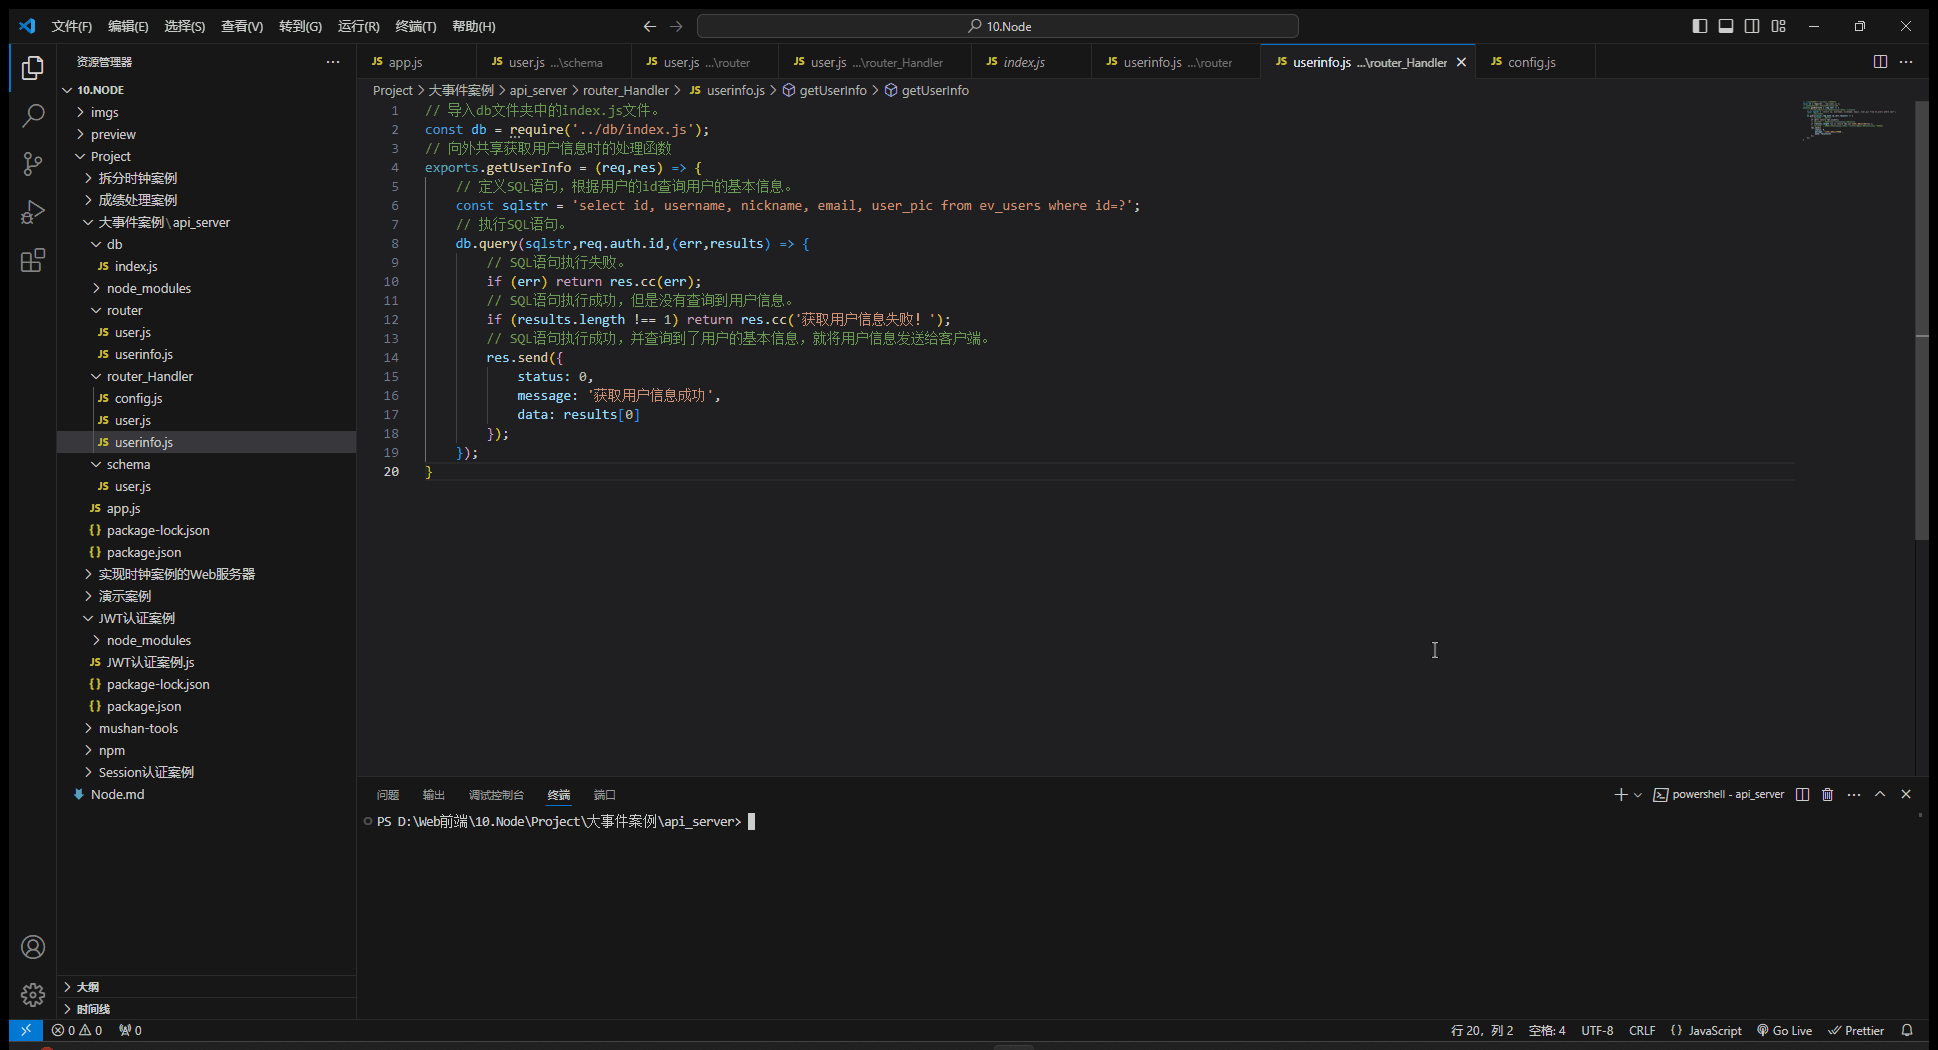 文件(F) 编辑(E) 选择(S) 查看(V) 转到(G) 运行(R) 终端(T) 帮助(H) 10.Node
资源管理器
10.NODE
imgs
preview
Project
拆分时钟案例
成绩处理案例
大事件案例\api_server
db
JS index.js
node_modules
router
JS user.js
JS userinfo.js
router_Handler
JS config.js
JS user.js
JS userinfo.js
schema
JS user.js
JS app.js
{} package-lock.json
{} package.json
实现时钟案例的Web服务器
演示案例
JWT认证案例
node_modules
JS JWT认证案例.js
{} package-lock.json
{} package.json
mushan-tools
npm
Session认证案例
Node.md
大纲
时间线
JS app.js JS user.js ...\schema JS user.js ...\router JS user.js ...\router_Handler JS index.js JS userinfo.js ...\router JS userinfo.js ...\router_Handler JS config.js
Project > 大事件案例 > api_server > router_Handler > JS userinfo.js > getUserInfo > getUserInfo
1 // 导入db文件夹中的index.js文件。
2 const db = require('../db/index.js');
3 // 向外共享获取用户信息时的处理函数
4 exports.getUserInfo = (req,res) => {
5 // 定义SQL语句，根据用户的id查询用户的基本信息。
6 const sqlstr = 'select id, username, nickname, email, user_pic from ev_users where id=?';
7 // 执行SQL语句。
8 db.query(sqlstr,req.auth.id,(err,results) => {
9 // SQL语句执行失败。
10 if (err) return res.cc(err);
11 // SQL语句执行成功，但是没有查询到用户信息。
12 if (results.length !== 1) return res.cc('获取用户信息失败！');
13 // SQL语句执行成功，并查询到了用户的基本信息，就将用户信息发送给客户端。
14 res.send({
15 status: 0,
16 message: '获取用户信息成功',
17 data: results[0]
18 });
19 });
20 }
问题 输出 调试控制台 终端 端口 powershell - api_server
PS D:\Web前端\10.Node\Project\大事件案例\api_server>
0 0 0 行 20，列 2 空格: 4 UTF-8 CRLF {} JavaScript Go Live Prettier